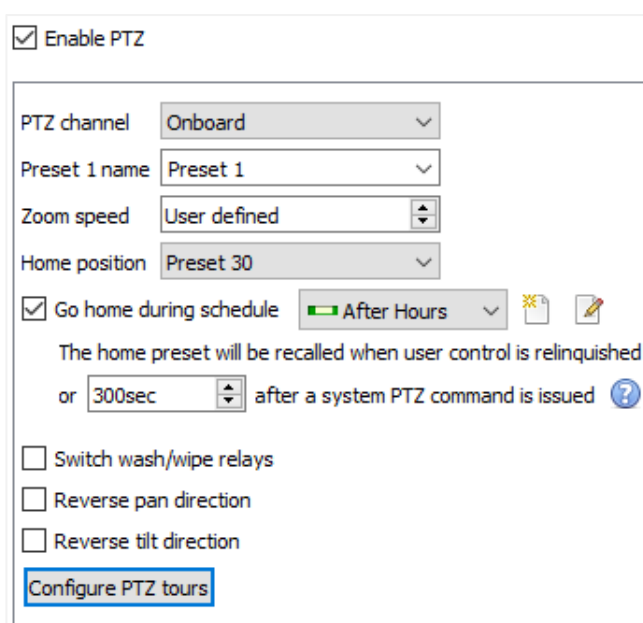 Enable PTZ
PTZ channel Onboard
Preset 1 name Preset 1
Zoom speed User defined
Home position Preset 30
Go home during schedule After Hours
The home preset will be recalled when user control is relinquished
or 300sec after a system PTZ command is issued ?
Switch wash/wipe relays
Reverse pan direction
Reverse tilt direction
Configure PTZ tours